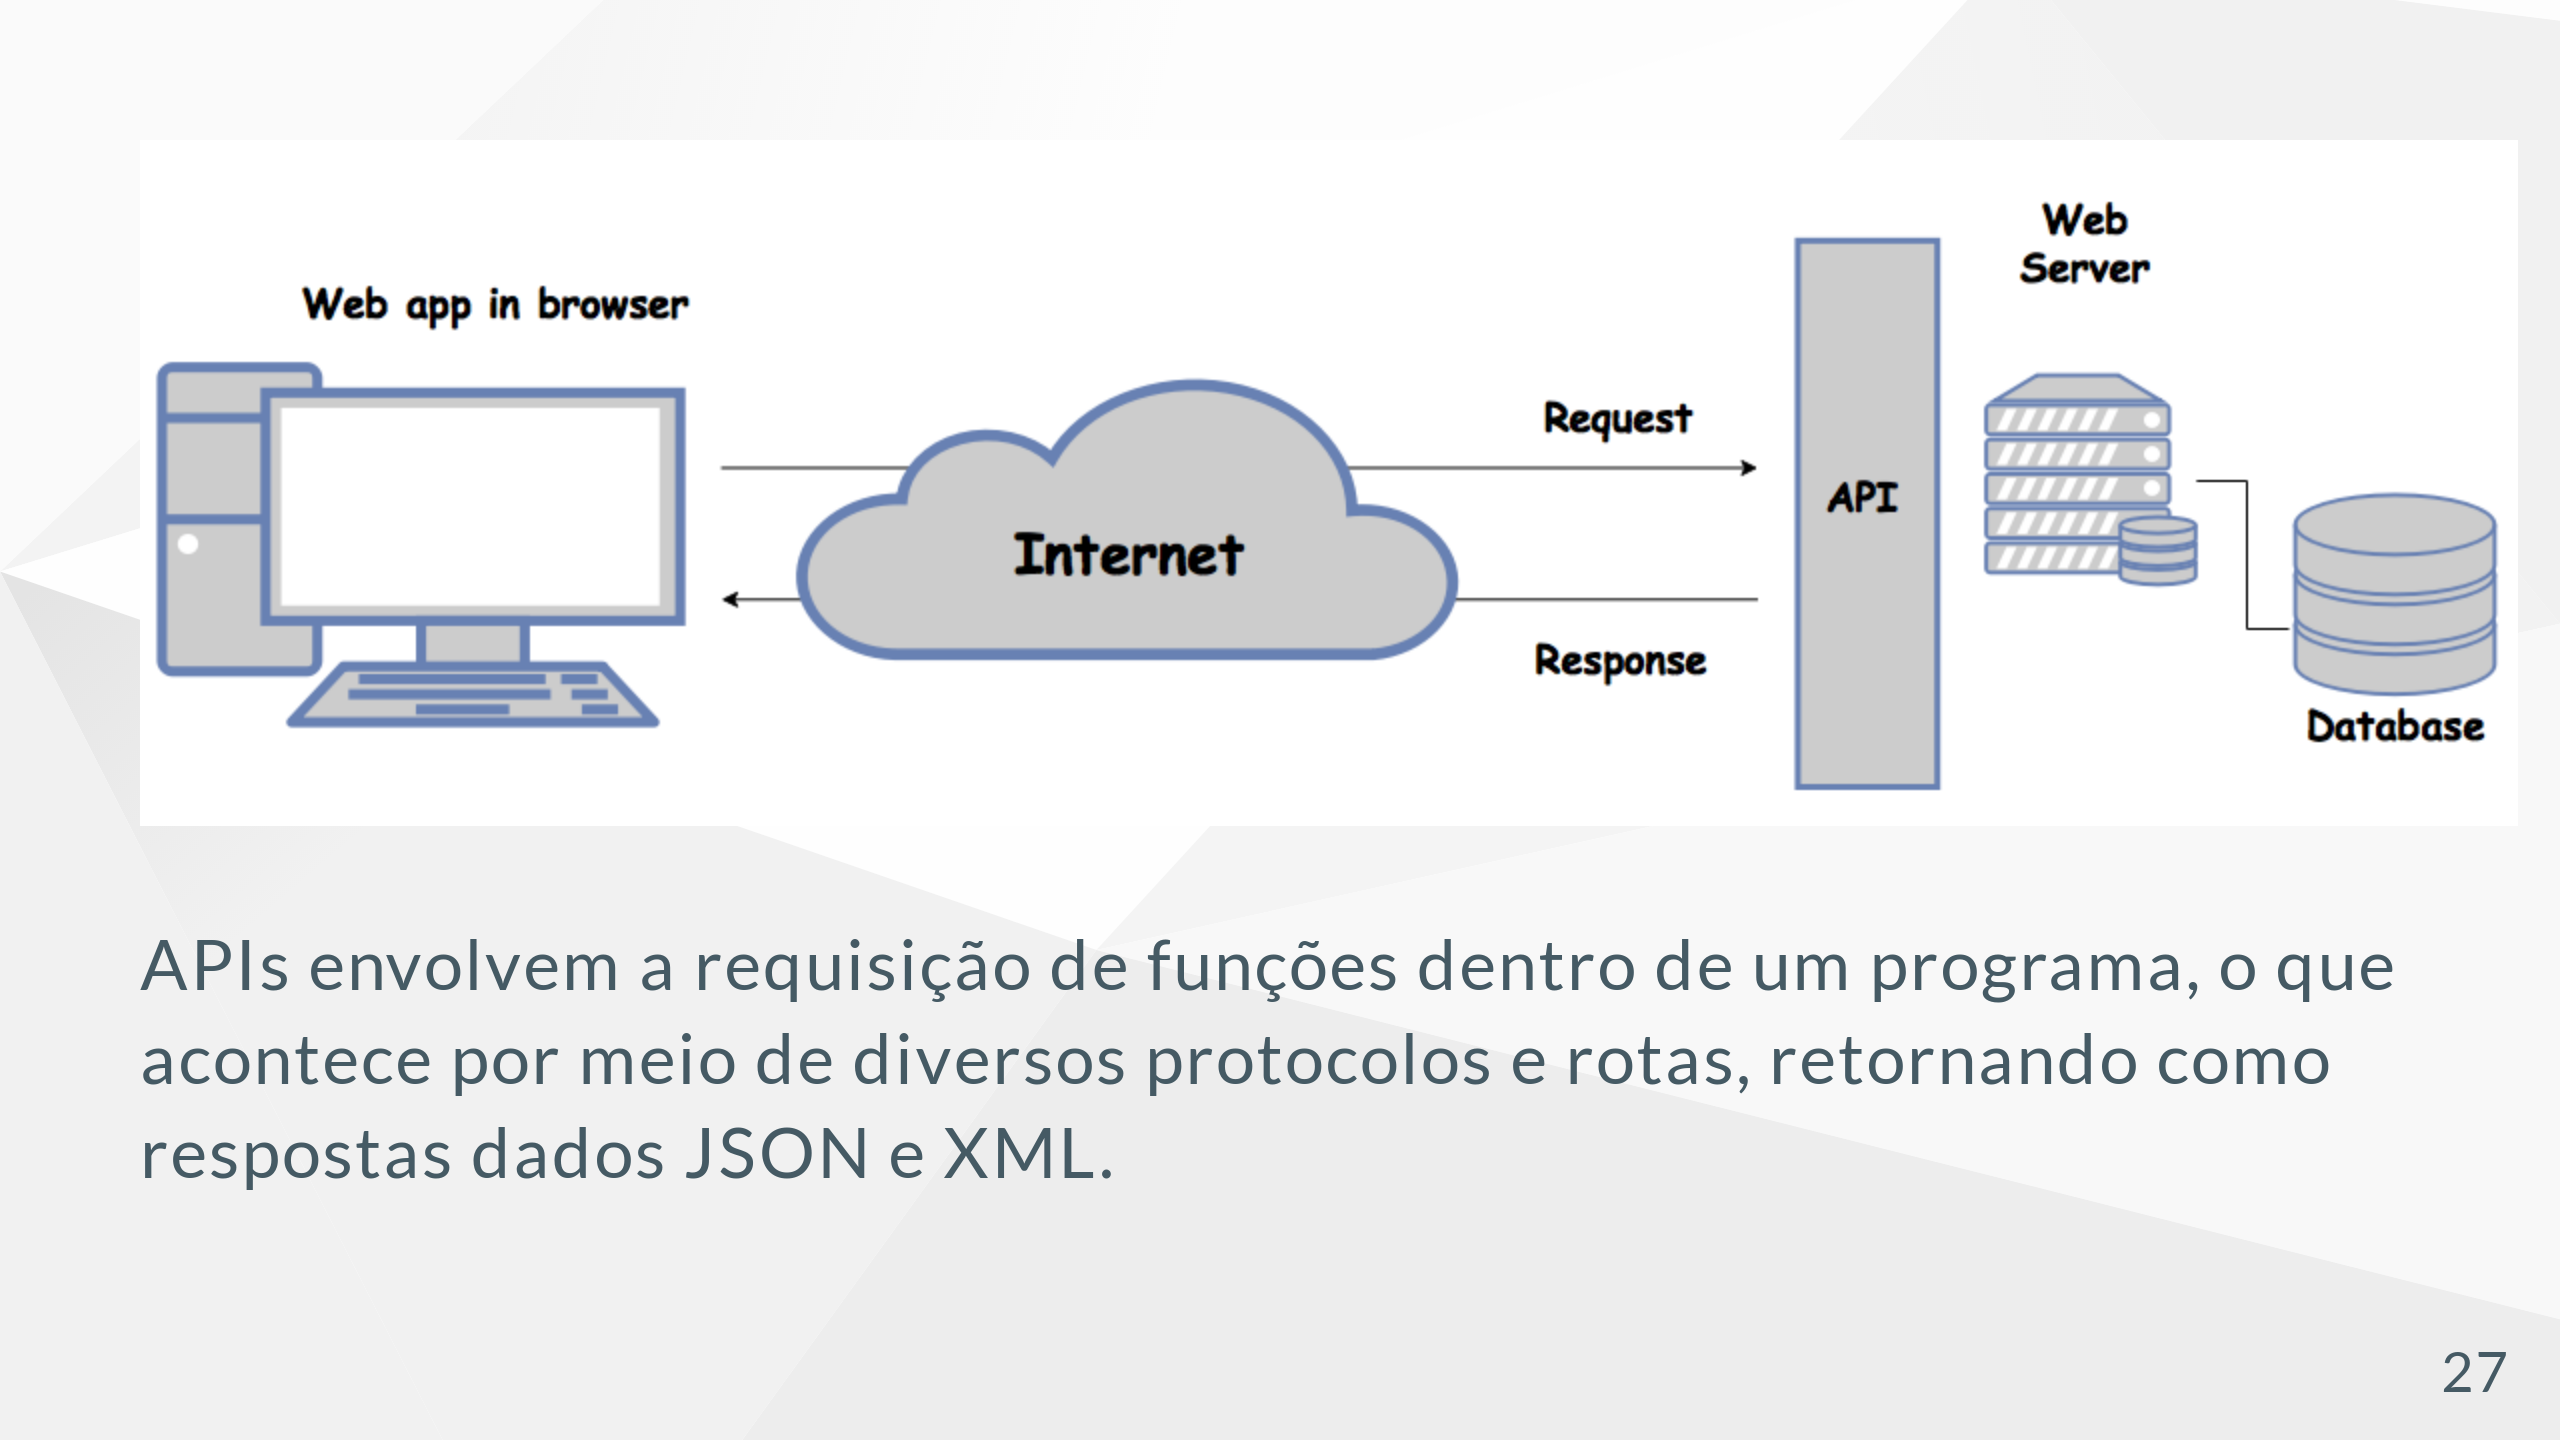 Web
Server
Web app in browser
Request
API
Internet
Response
Database
APIs envolvem a requisição de funções dentro de um programa, o que
acontece por meio de diversos protocolos e rotas, retornando como
respostas dados JSON e XML.
27